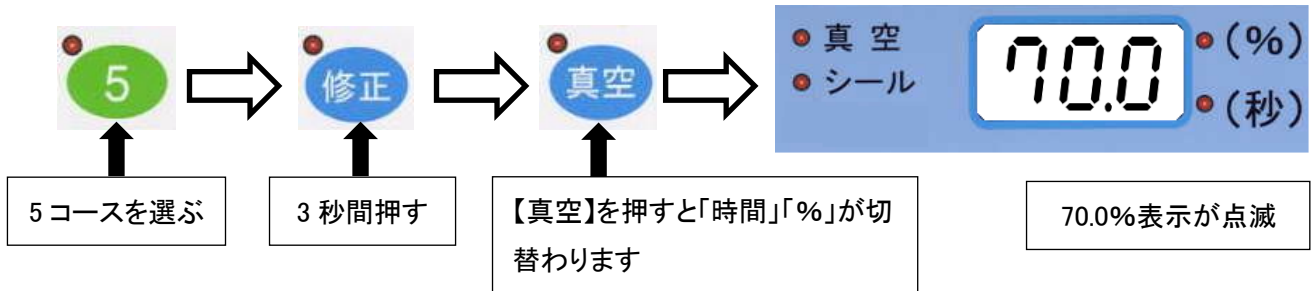 5
修正
真空
真空
シール
70.0
(%)
(秒)
5コースを選ぶ
3秒間押す
【真空】を押すと「時間」「%」が切
替わります
70.0%表示が点滅